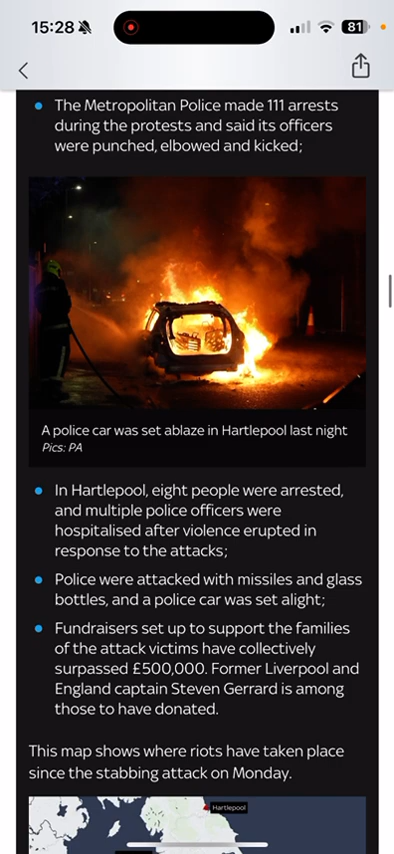 15:28
81
The Metropolitan Police made 111 arrests
during the protests and said its officers
were punched, elbowed and kicked;
A police car was set ablaze in Hartlepool last night
Pics: PA
In Hartlepool, eight people were arrested,
and multiple police officers were
hospitalised after violence erupted in
response to the attacks;
Police were attacked with missiles and glass
bottles, and a police car was set alight;
Fundraisers set up to support the families
of the attack victims have collectively
surpassed £500,000. Former Liverpool and
England captain Steven Gerrard is among
those to have donated.
This map shows where riots have taken place
since the stabbing attack on Monday.
Hartlepool